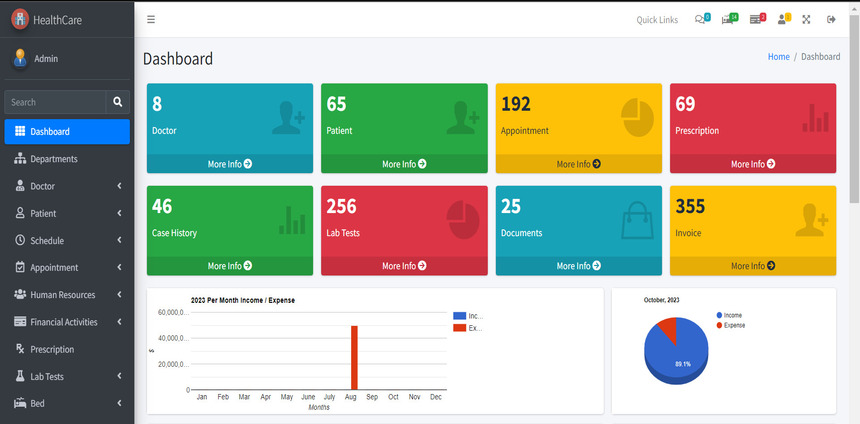 HealthCare
Quick Links
0
14
2
1
Admin
Dashboard
Home / Dashboard
Search
Dashboard
Departments
Doctor
Patient
Schedule
Appointment
Human Resources
Financial Activities
Prescription
Lab Tests
Bed
8
Doctor
More Info
65
Patient
More Info
192
Appointment
More Info
69
Prescription
More Info
46
Case History
More Info
256
Lab Tests
More Info
25
Documents
More Info
355
Invoice
More Info
2023 Per Month Income / Expense
60,000,0...
40,000,0...
20,000,0...
0
$
Jan Feb Mar Apr May June July Aug Sep Oct Nov Dec
Months
Inc...
Ex...
October, 2023
Income
Expense
89.1%